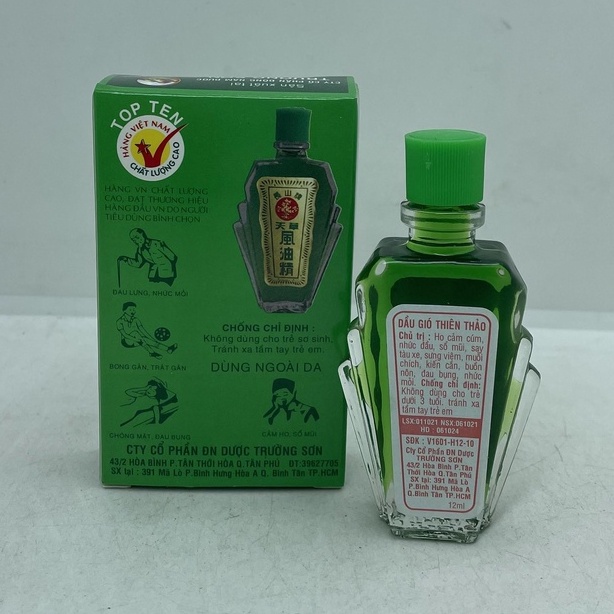 Sản xuất tại
TOP TEN
HÀNG VIỆT NAM
CHẤT LƯỢNG CAO
HÀNG VN CHẤT LƯỢNG
CAO, ĐẠT THƯƠNG HIỆU
HÀNG ĐẦU VN DO NGƯỜI
TIÊU DÙNG BÌNH CHỌN
天華
風油精
ĐAU LƯNG, NHỨC MỎI
BONG GÂN, TRẬT GÂN
CHÓNG MẶT, ĐAU BỤNG
CẢM HO, SỔ MŨI
CHỐNG CHỈ ĐỊNH :
Không dùng cho trẻ sơ sinh.
Tránh xa tầm tay trẻ em.
DÙNG NGOÀI DA
CTY CỔ PHẦN ĐN DƯỢC TRƯỜNG SƠN
43/2 HÒA BÌNH P.TÂN THỚI HÒA Q.TÂN PHÚ ĐT:39827705
SX tại : 391 Mã Lò P.Bình Hưng Hòa A Q. Bình Tân TP.HCM
DẦU GIÓ THIÊN THẢO
Chủ trị : Ho cảm cúm,
nhức đầu, sổ mũi, say
tàu xe, sưng viêm, muỗi
chích, kiến cắn, buồn
nôn, đau bụng, nhức
mỏi. Chống chỉ định:
Không dùng cho trẻ
dưới 3 tuổi, tránh xa
tầm tay trẻ em
LSX:011021 NSX:061021
HD : 061024
SĐK : V1601-H12-10
Cty Cổ Phần ĐN Dược
TRƯỜNG SƠN
43/2 Hòa Bình P.Tân
Thới Hòa Q.Tân Phú
SX tại: 391 Mã Lò
P.Bình Hưng Hòa A
Q.Bình Tân TP.HCM
12ml